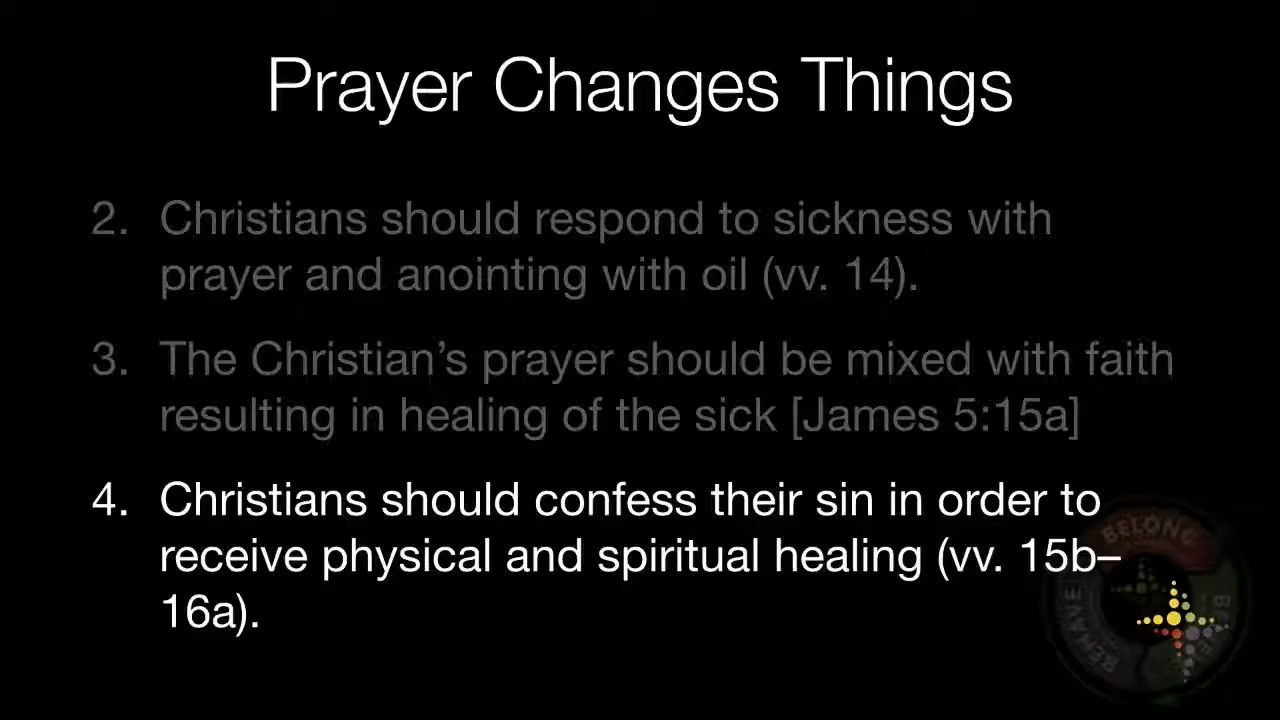 Prayer Changes Things
2. Christians should respond to sickness with
prayer and anointing with oil (vv. 14).
3. The Christian’s prayer should be mixed with faith
resulting in healing of the sick [James 5:15a]
4. Christians should confess their sin in order to
receive physical and spiritual healing (vv. 15b–
16a).
BELONG
BEHAVE